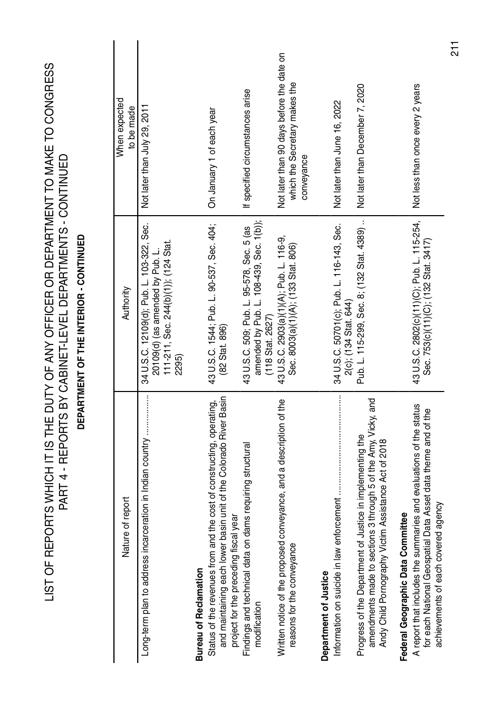 LIST OF REPORTS WHICH IT IS THE DUTY OF ANY OFFICER OR DEPARTMENT TO MAKE TO CONGRESS
PART 4 - REPORTS BY CABINET-LEVEL DEPARTMENTS - CONTINUED
DEPARTMENT OF THE INTERIOR - CONTINUED
Nature of report
Authority
When expected
to be made
Long-term plan to address incarceration in Indian country ................
34 U.S.C. 12109(d); Pub. L. 103-322, Sec.
20109(d) (as amended by Pub. L.
111-211, Sec. 244(b)(i)); (124 Stat.
2295)
Not later than July 29, 2011
Bureau of Reclamation
Status of the revenues from and the cost of constructing, operating,
and maintaining each lower basin unit of the Colorado River Basin
project for the preceding fiscal year
43 U.S.C. 1544; Pub. L. 90-537, Sec. 404;
(82 Stat. 896)
On January 1 of each year
Findings and technical data on dams requiring structural
modification
43 U.S.C. 509; Pub. L. 95-578, Sec. 5 (as
amended by Pub. L. 108-439, Sec. 1(b));
(118 Stat. 2627)
If specified circumstances arise
Written notice of the proposed conveyance, and a description of the
reasons for the conveyance
43 U.S.C. 2903(a)(1)(A); Pub. L. 116-9,
Sec. 8003(a)(1)(A); (133 Stat. 806)
Not later than 90 days before the date on
which the Secretary makes the
conveyance
Department of Justice
Information on suicide in law enforcement ........................................
34 U.S.C. 50701(c); Pub. L. 116-143, Sec.
2(c); (134 Stat. 644)
Not later than June 16, 2022
Progress of the Department of Justice in implementing the
amendments made to sections 3 through 5 of the Amy, Vicky, and
Andy Child Pornography Victim Assistance Act of 2018
Pub. L. 115-299, Sec. 8; (132 Stat. 4389) ..
Not later than December 7, 2020
Federal Geographic Data Committee
A report that includes the summaries and evaluations of the status
for each National Geospatial Data Asset data theme and of the
achievements of each covered agency
43 U.S.C. 2802(c)(11)(C); Pub. L. 115-254,
Sec. 753(c)(11)(C); (132 Stat. 3417)
Not less than once every 2 years
211